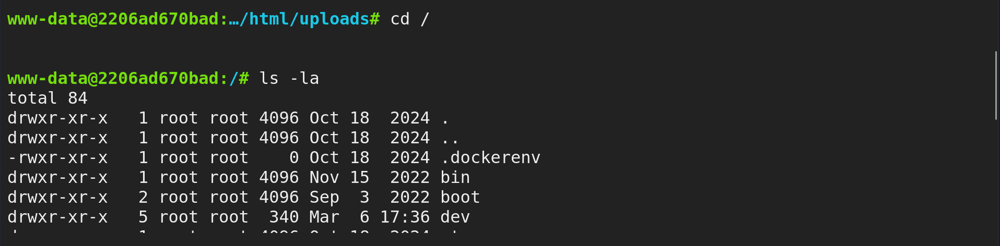 www-data@2206ad670bad:…/html/uploads# cd /
www-data@2206ad670bad:/# ls -la
total 84
drwxr-xr-x   1 root root 4096 Oct 18  2024 .
drwxr-xr-x   1 root root 4096 Oct 18  2024 ..
-rwxr-xr-x   1 root root    0 Oct 18  2024 .dockerenv
drwxr-xr-x   1 root root 4096 Nov 15  2022 bin
drwxr-xr-x   2 root root 4096 Sep  3  2022 boot
drwxr-xr-x   5 root root  340 Mar  6 17:36 dev